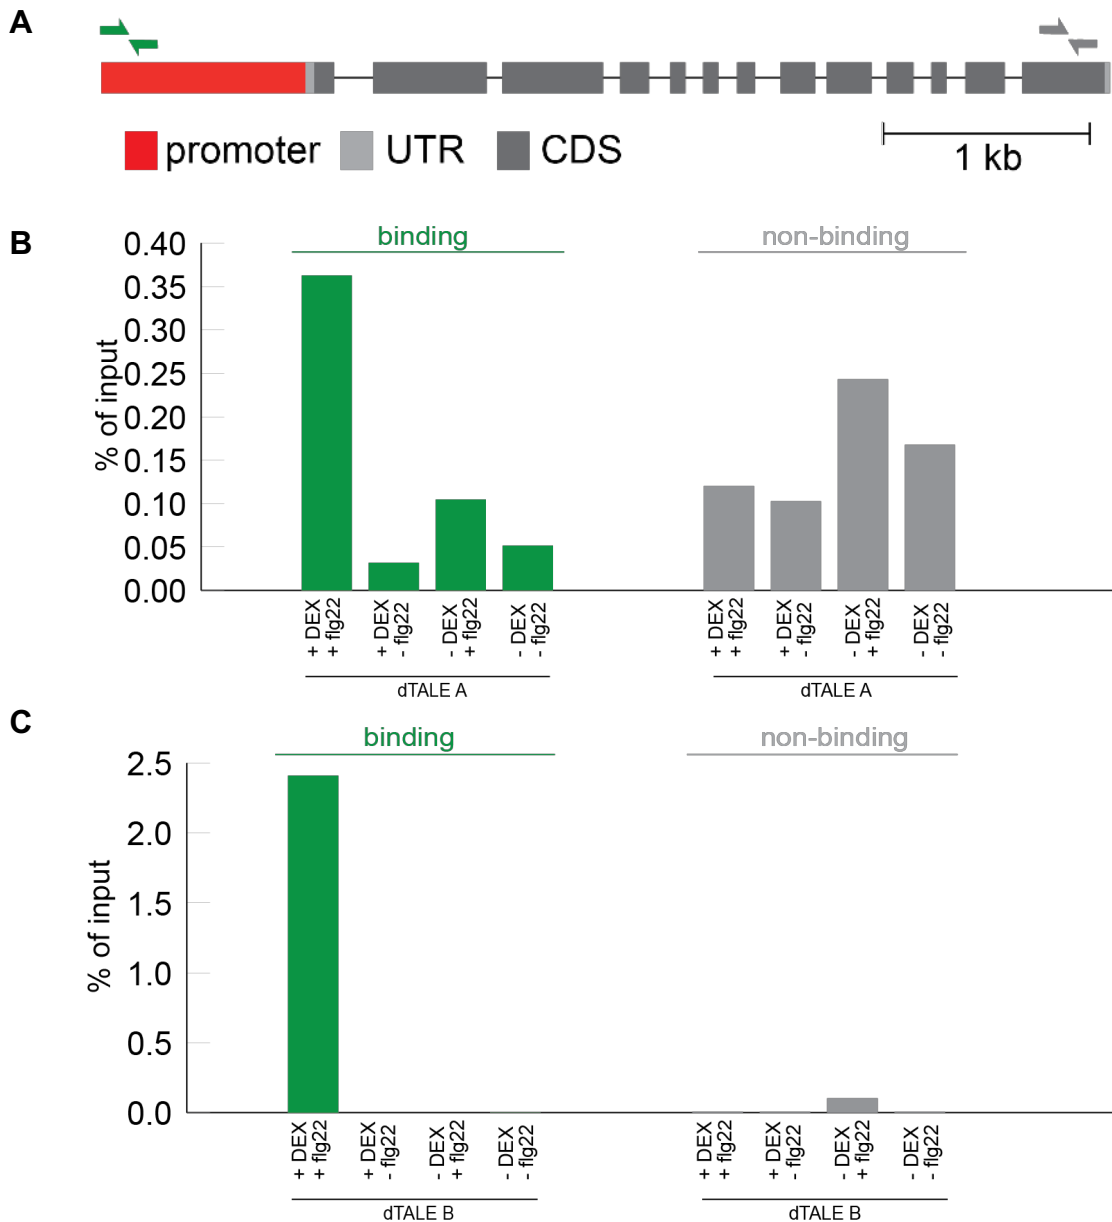 A
promoter UTR CDS
1 kb
B
binding
non-binding
% of input
0.40
0.35
0.30
0.25
0.20
0.15
0.10
0.05
0.00
+ DEX
+ flg22
+ DEX
- flg22
- DEX
+ flg22
- DEX
- flg22
dTALE A
+ DEX
+ flg22
+ DEX
- flg22
- DEX
+ flg22
- DEX
- flg22
dTALE A
C
binding
non-binding
% of input
2.5
2.0
1.5
1.0
0.5
0.0
+ DEX
+ flg22
+ DEX
- flg22
- DEX
+ flg22
- DEX
- flg22
dTALE B
+ DEX
+ flg22
+ DEX
- flg22
- DEX
+ flg22
- DEX
- flg22
dTALE B